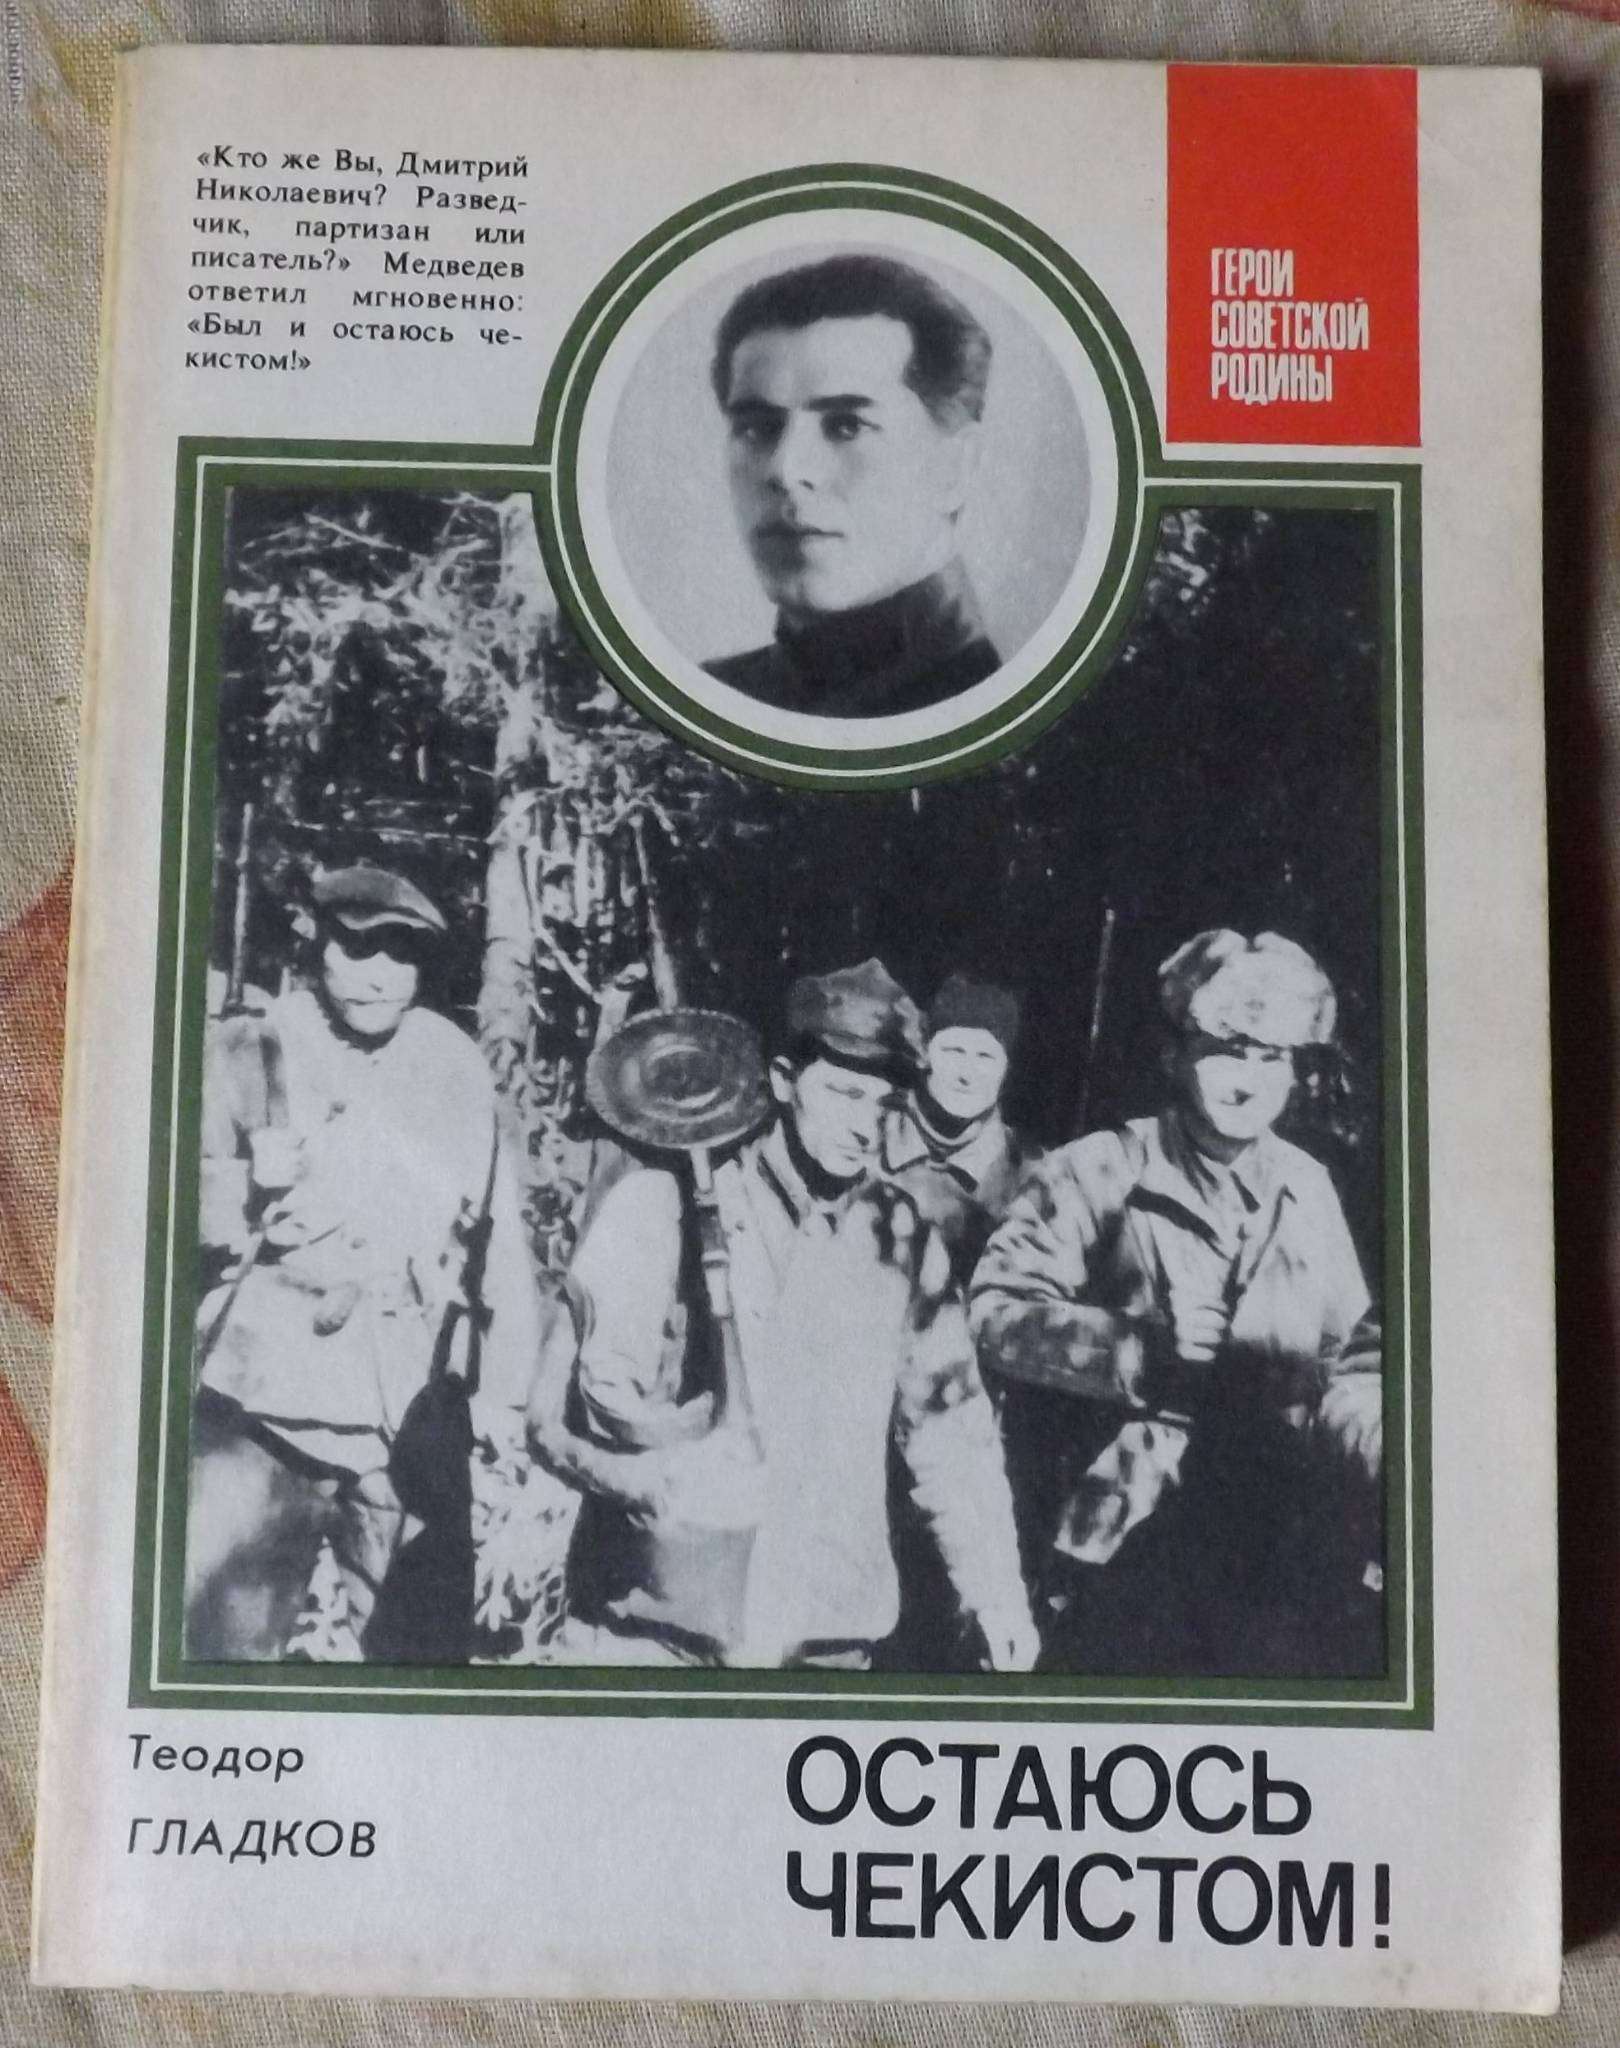 «Кто же Вы, Дмитрий
Николаевич? Развед-
чик, партизан или
писатель?» Медведев
ответил мгновенно:
«Был и остаюсь че-
кистом!»
ГЕРОИ
СОВЕТСКОЙ
РОДИНЫ
Теодор
ГЛАДКОВ
ОСТАЮСЬ
ЧЕКИСТОМ!